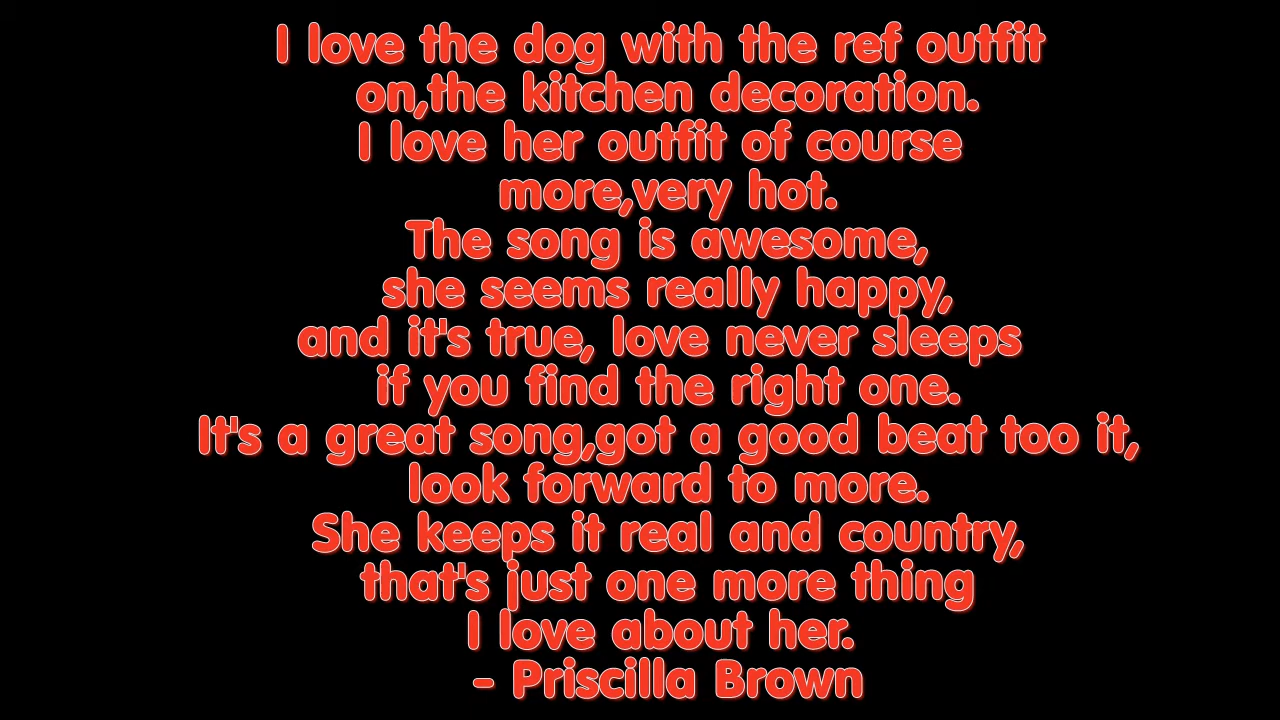 I love the dog with the ref outfit
on,the kitchen decoration.
I love her outfit of course
more,very hot.
The song is awesome,
she seems really happy,
and it's true, love never sleeps
if you find the right one.
It's a great song,got a good beat too it,
look forward to more.
She keeps it real and country,
that's just one more thing
I love about her.
- Priscilla Brown